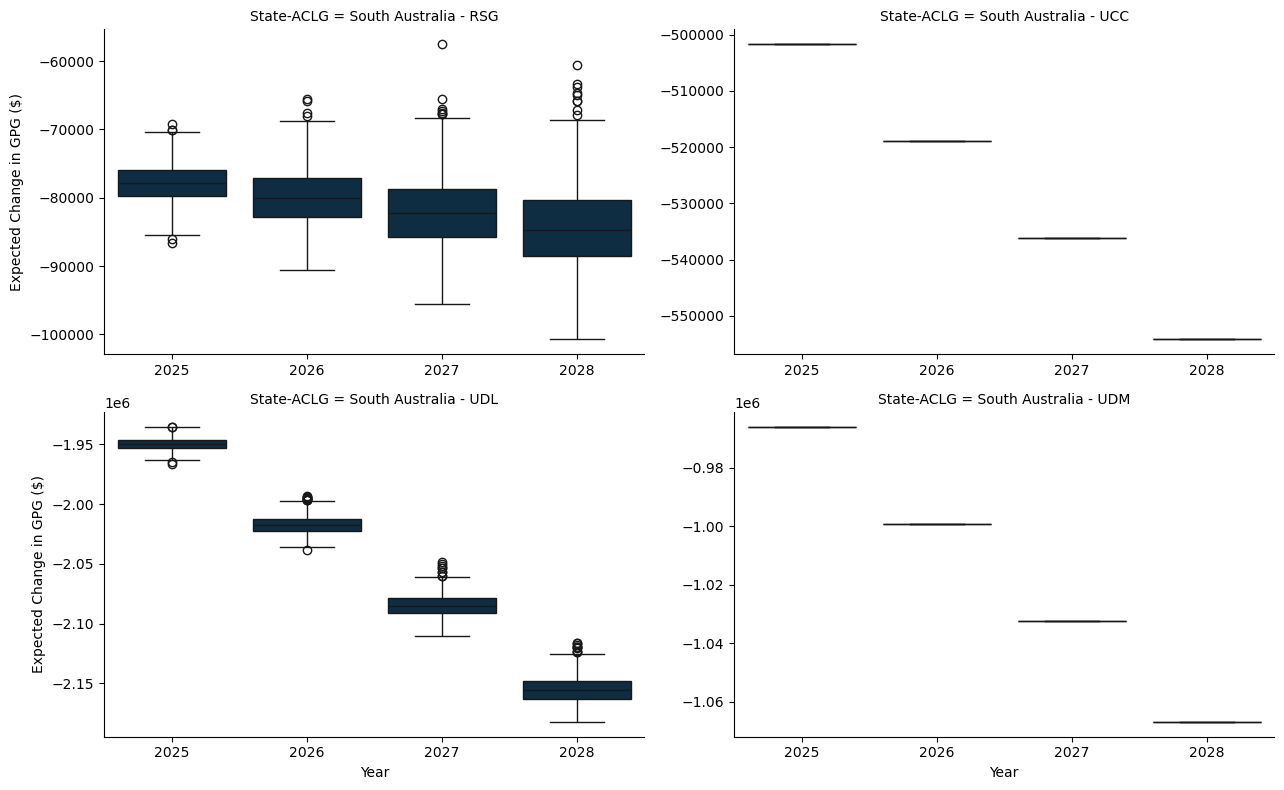 State-ACLG = South Australia - RSG
Expected Change in GPG ($)
−60000
−70000
−80000
−90000
−100000
2025 2026 2027 2028
State-ACLG = South Australia - UCC
−500000
−510000
−520000
−530000
−540000
−550000
2025 2026 2027 2028
State-ACLG = South Australia - UDL
1e6
Expected Change in GPG ($)
−1.95
−2.00
−2.05
−2.10
−2.15
2025 2026 2027 2028
Year
State-ACLG = South Australia - UDM
1e6
−0.98
−1.00
−1.02
−1.04
−1.06
2025 2026 2027 2028
Year